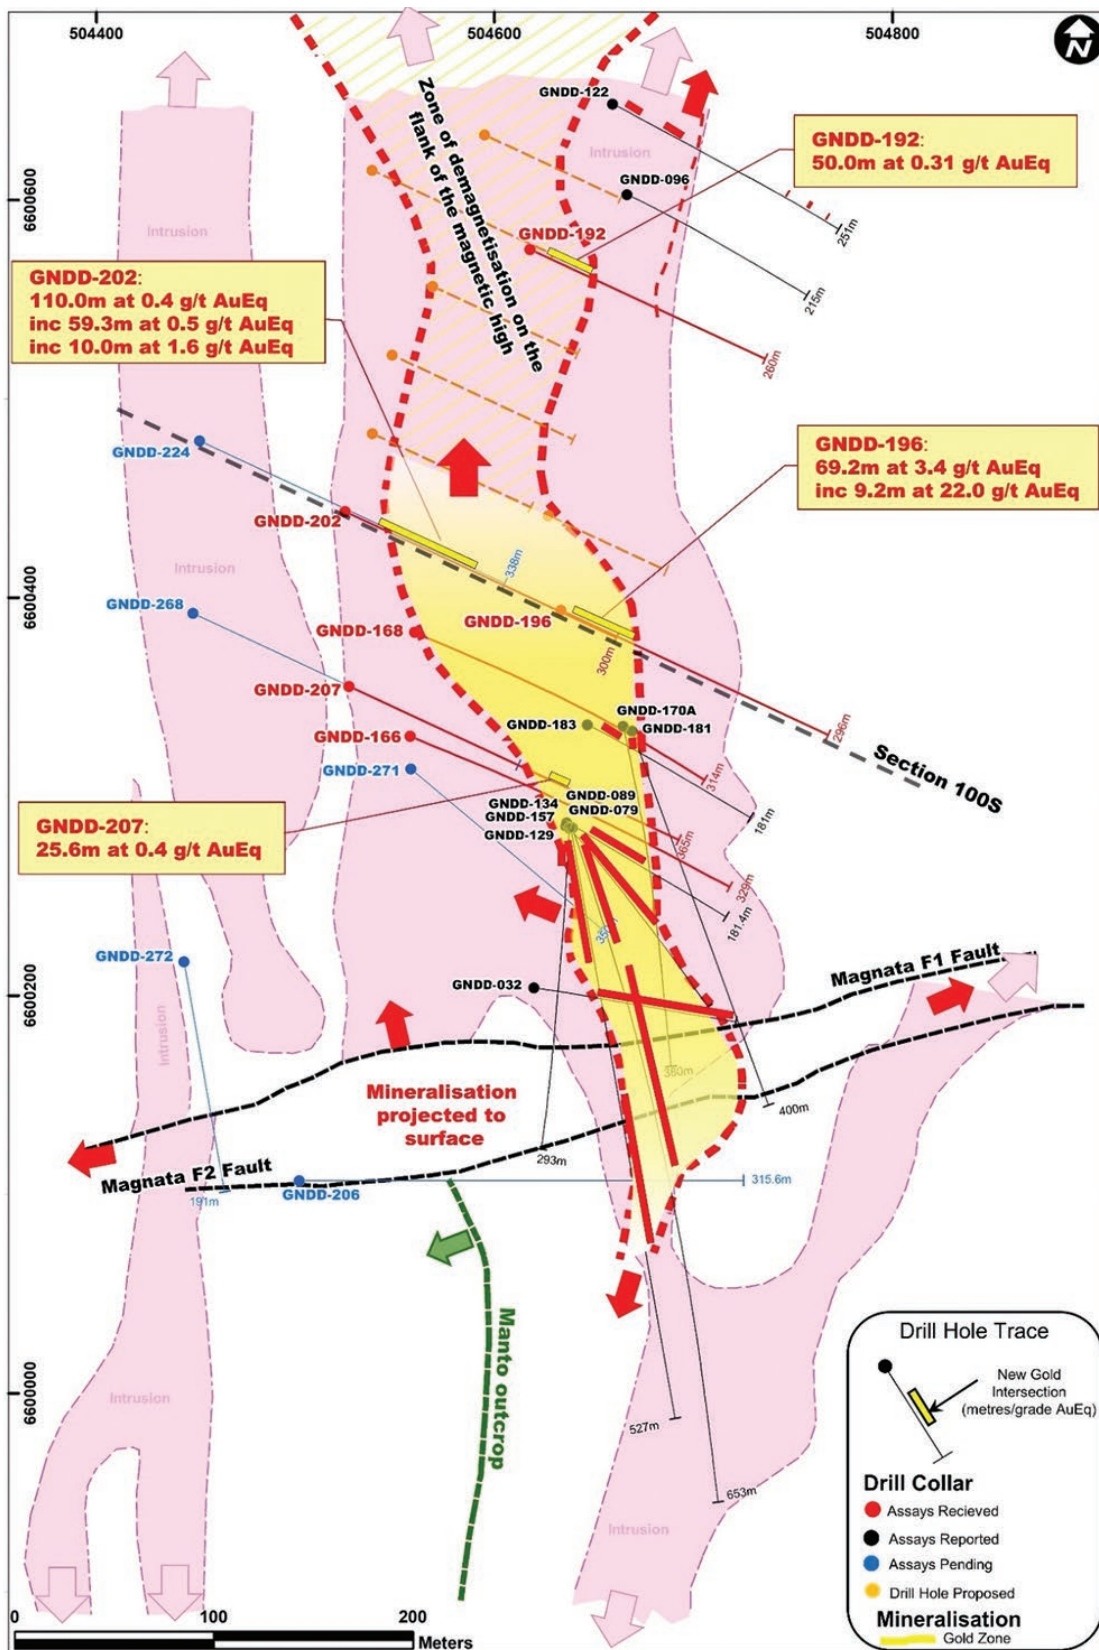 504400
504600
504800
N
GNDD-122
GNDD-192:
50.0m at 0.31 g/t AuEq
Intrusion
GNDD-096
6600600
Zone of demagnetisation on the
flank of the magnetic high
Intrusion
GNDD-192
251m
215m
GNDD-202:
110.0m at 0.4 g/t AuEq
inc 59.3m at 0.5 g/t AuEq
inc 10.0m at 1.6 g/t AuEq
260m
GNDD-196:
69.2m at 3.4 g/t AuEq
inc 9.2m at 22.0 g/t AuEq
GNDD-224
GNDD-202
Intrusion
338m
6600400
GNDD-268
GNDD-168
GNDD-196
300m
GNDD-207
GNDD-170A
GNDD-183
GNDD-181
296m
GNDD-166
Section 100S
GNDD-271
314m
GNDD-089
GNDD-134
GNDD-079
GNDD-157
GNDD-129
181m
GNDD-207:
25.6m at 0.4 g/t AuEq
365m
329m
181.4m
GNDD-272
GNDD-032
Magnata F1 Fault
6600200
Intrusion
360m
Mineralisation
projected to
surface
400m
293m
Magnata F2 Fault
191m
GNDD-206
315.6m
Manto outcrop
6600000
Intrusion
527m
653m
Intrusion
Drill Hole Trace
New Gold
Intersection
(metres/grade AuEq)
Drill Collar
Assays Recieved
Assays Reported
Assays Pending
Drill Hole Proposed
Mineralisation
Gold Zone
0
100
200
Meters